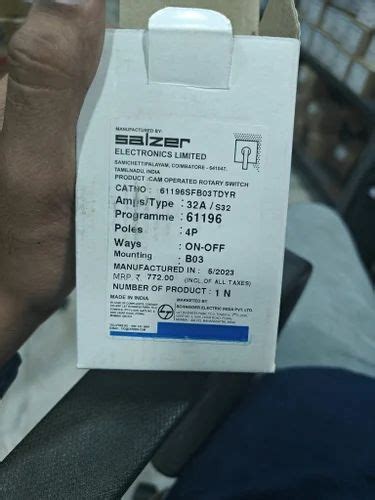 MANUFACTURED BY:
salzer
ELECTRONICS LIMITED
SAMICHETTIPALAYAM, COIMBATORE - 641047.
TAMILNADU, INDIA
PRODUCT : CAM OPERATED ROTARY SWITCH
CATNO : 61196SFB03TDYR
Amps/Type : 32A / S32
Programme : 61196
Poles : 4P
Ways : ON-OFF
Mounting : B03
MANUFACTURED IN : 6/2023
MRP. ₹ 772.00 (INCL. OF ALL TAXES)
NUMBER OF PRODUCT : 1 N
MADE IN INDIA
MARKETED BY
ELECTRIC INDIA PVT. LTD.